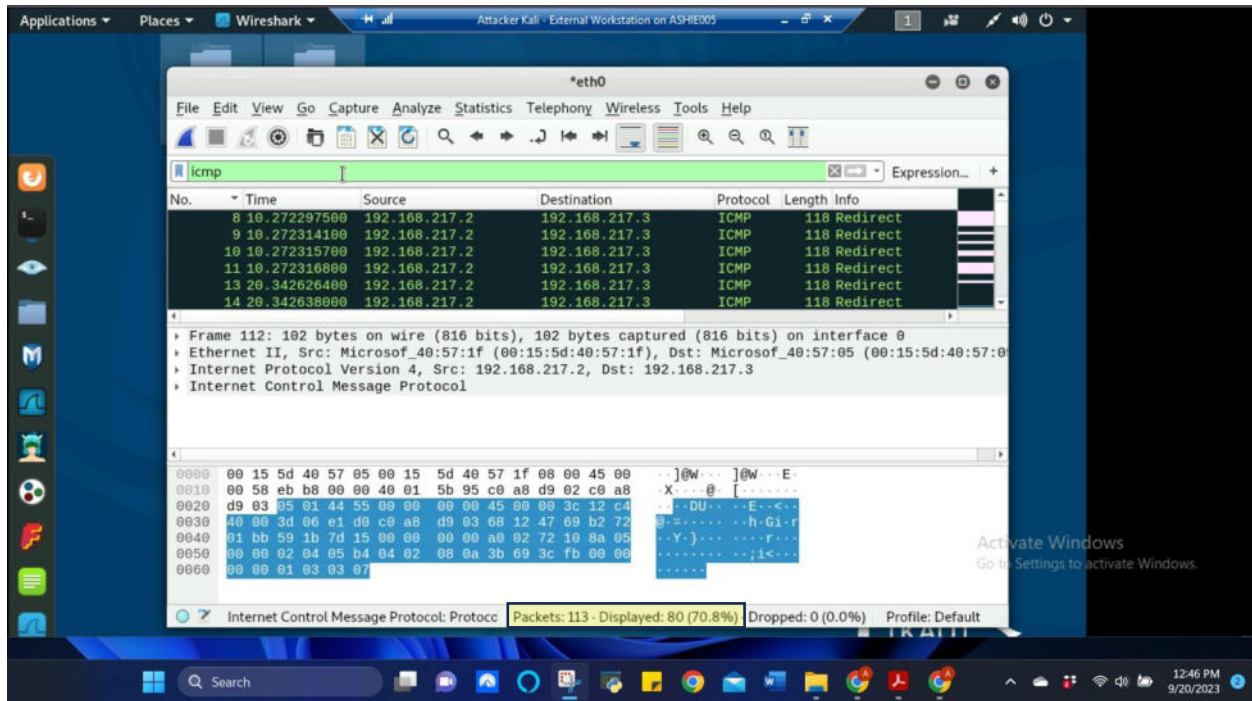 Applications Places Wireshark Attacker Kali - External Workstation on ASHIE005 1
*eth0
File Edit View Go Capture Analyze Statistics Telephony Wireless Tools Help
icmp Expression... +
No. Time Source Destination Protocol Length Info
8 10.272297500 192.168.217.2 192.168.217.3 ICMP 118 Redirect
9 10.272314100 192.168.217.2 192.168.217.3 ICMP 118 Redirect
10 10.272315700 192.168.217.2 192.168.217.3 ICMP 118 Redirect
11 10.272316800 192.168.217.2 192.168.217.3 ICMP 118 Redirect
13 20.342626400 192.168.217.2 192.168.217.3 ICMP 118 Redirect
14 20.342638000 192.168.217.2 192.168.217.3 ICMP 118 Redirect
Frame 112: 102 bytes on wire (816 bits), 102 bytes captured (816 bits) on interface 0
Ethernet II, Src: Microsof_40:57:1f (00:15:5d:40:57:1f), Dst: Microsof_40:57:05 (00:15:5d:40:57:0
Internet Protocol Version 4, Src: 192.168.217.2, Dst: 192.168.217.3
Internet Control Message Protocol
0000 00 15 5d 40 57 05 00 15 5d 40 57 1f 08 00 45 00 ··]@W··· ]@W···E·
0010 00 58 eb b8 00 00 40 01 5b 95 c0 a8 d9 02 c0 a8 ·X····@· [·······
0020 d9 03 05 01 44 55 00 00 00 00 45 00 00 3c 12 c4 ····DU·· ··E··<··
0030 40 00 3d 06 e1 d0 c0 a8 d9 03 68 12 47 69 b2 72 @·=····· ··h·Gi·r
0040 01 bb 59 1b 7d 15 00 00 00 00 a0 02 72 10 8a 05 ··Y·}··· ····r···
0050 00 00 02 04 05 b4 04 02 08 0a 3b 69 3c fb 00 00 ········ ··;i<···
0060 00 00 01 03 03 07 ······
Activate Windows
Go to Settings to activate Windows.
Internet Control Message Protocol: Protocc Packets: 113 · Displayed: 80 (70.8%) · Dropped: 0 (0.0%) Profile: Default
Search
12:46 PM
9/20/2023
2